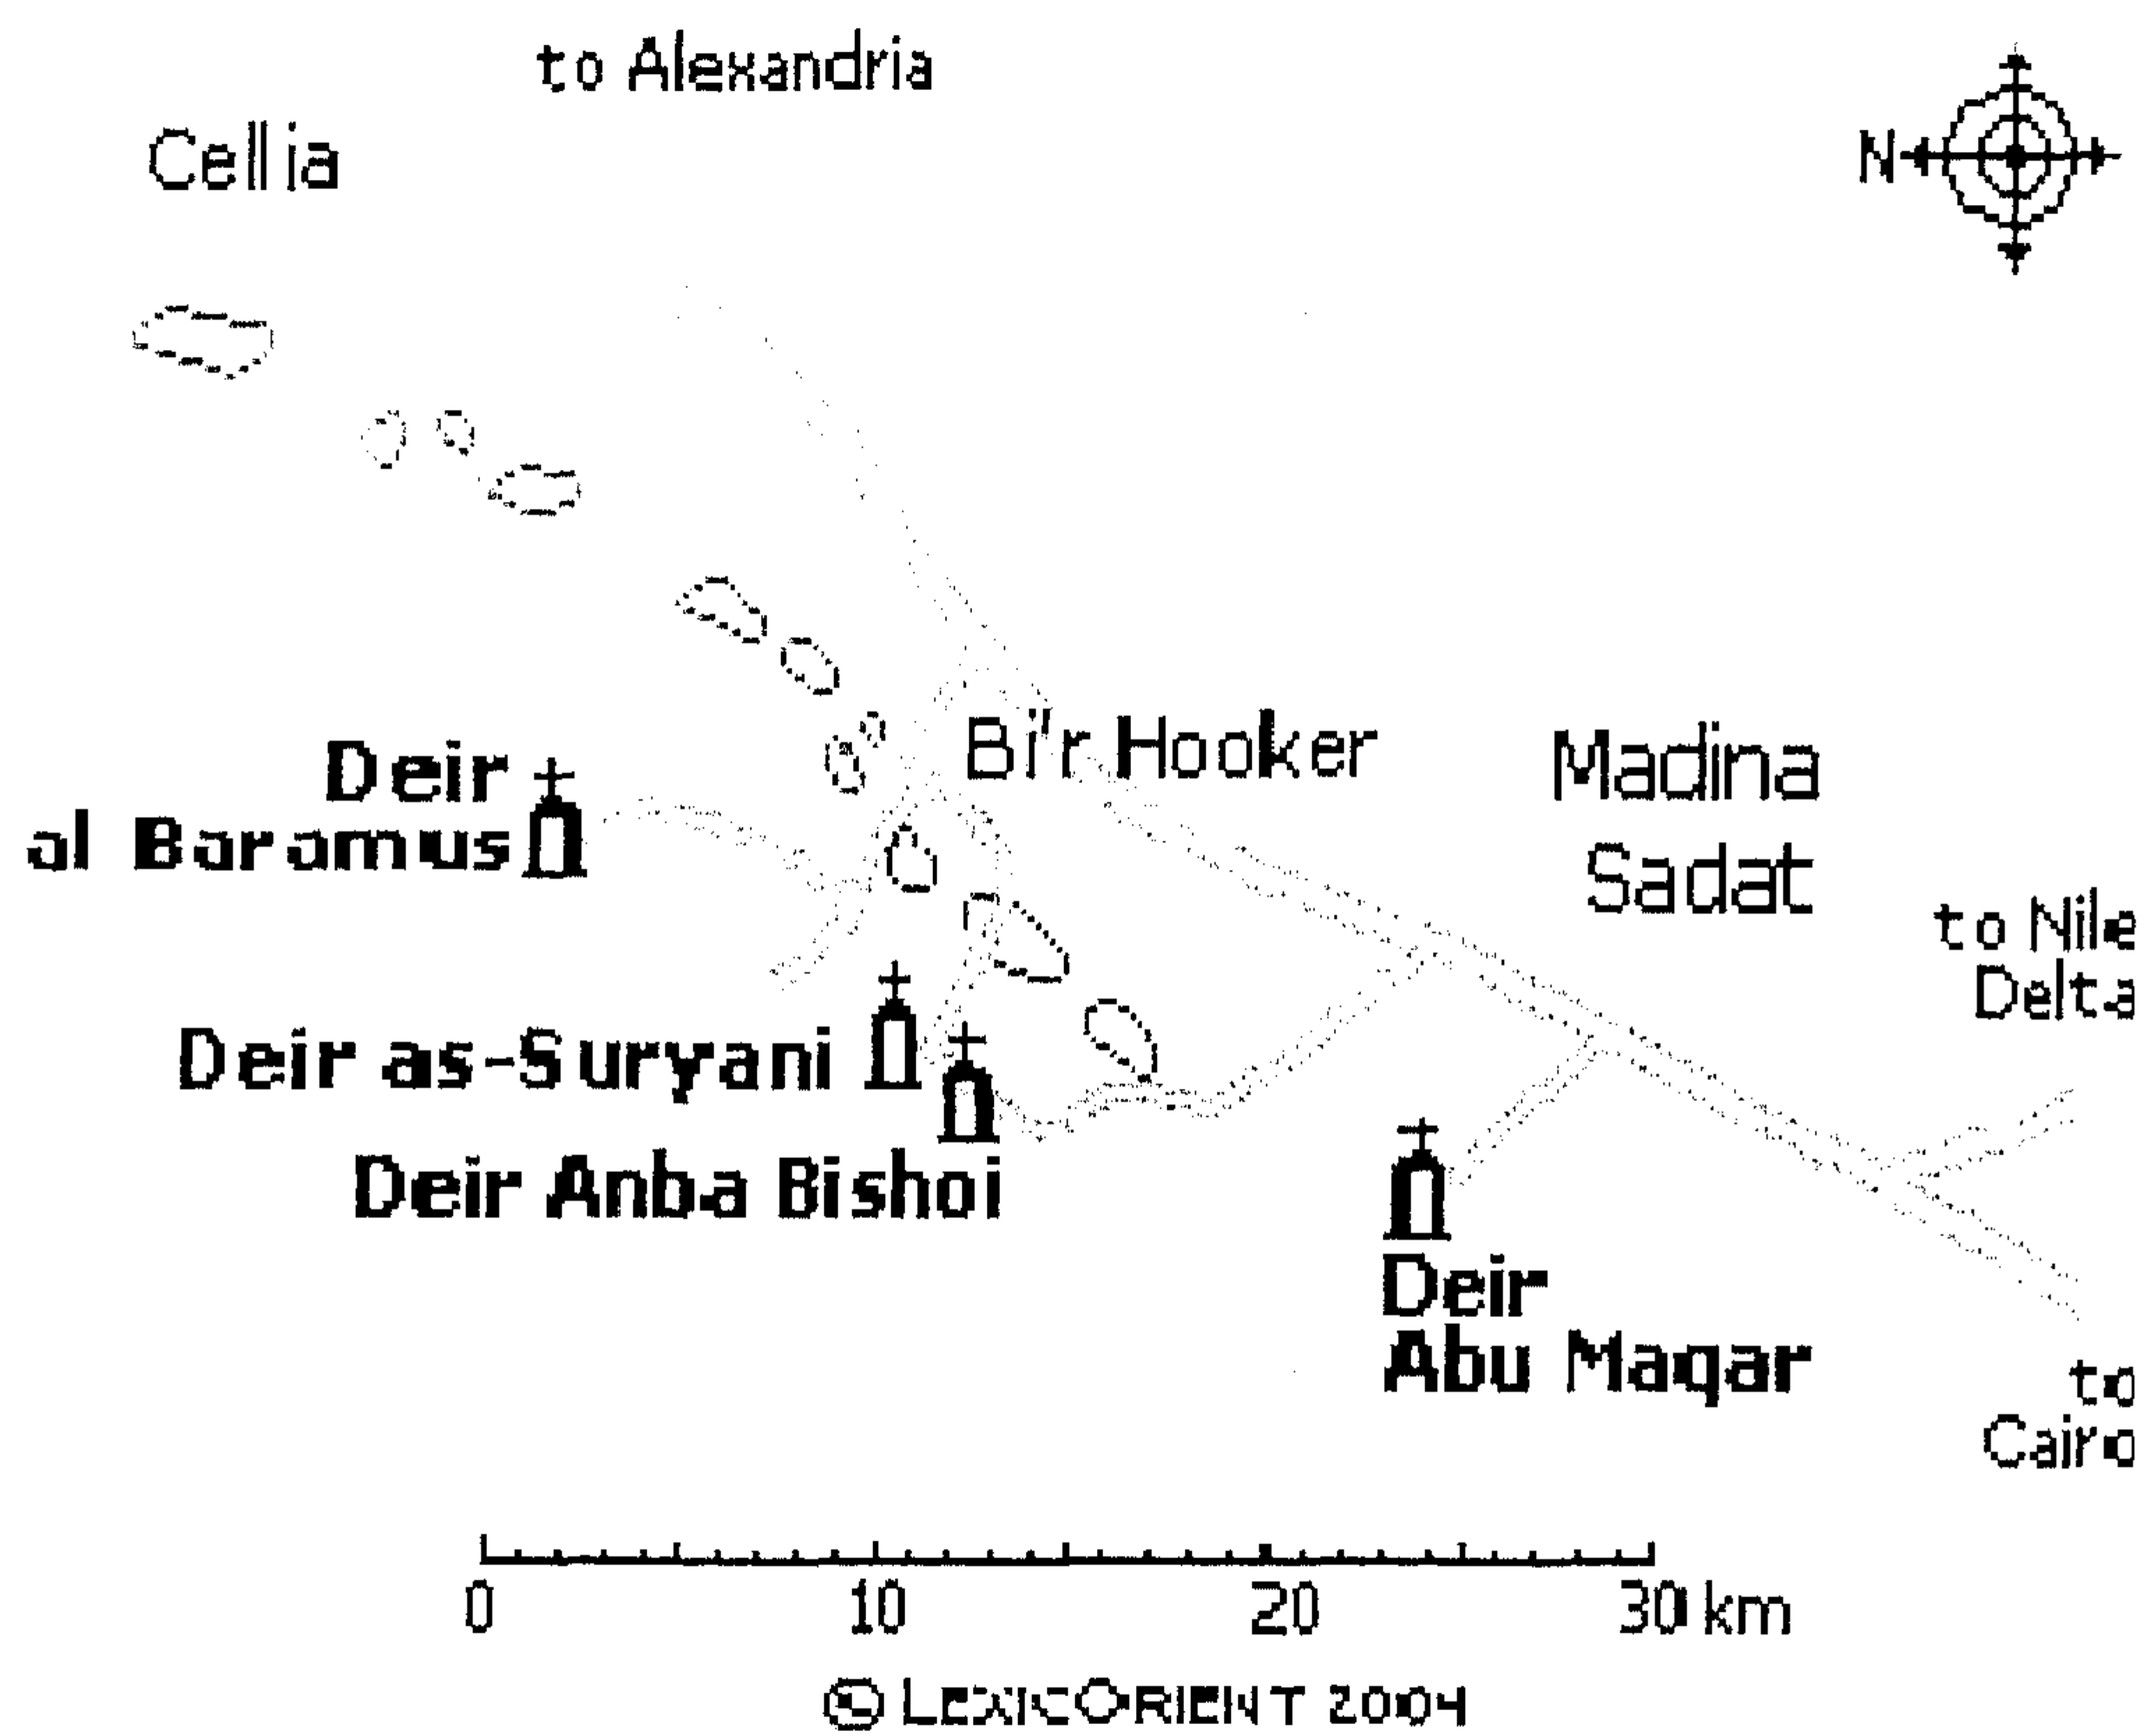 to Alexandria
Cellia
N
Bi'r Hooker
Madina
Sadat
Deir
al Baramus
to Nile
Delta
Deir as-Suryani
Deir Anba Bishoi
Deir
Abu Maqar
to
Cairo
0 10 20 30 km
© LEXICORIENT 2004